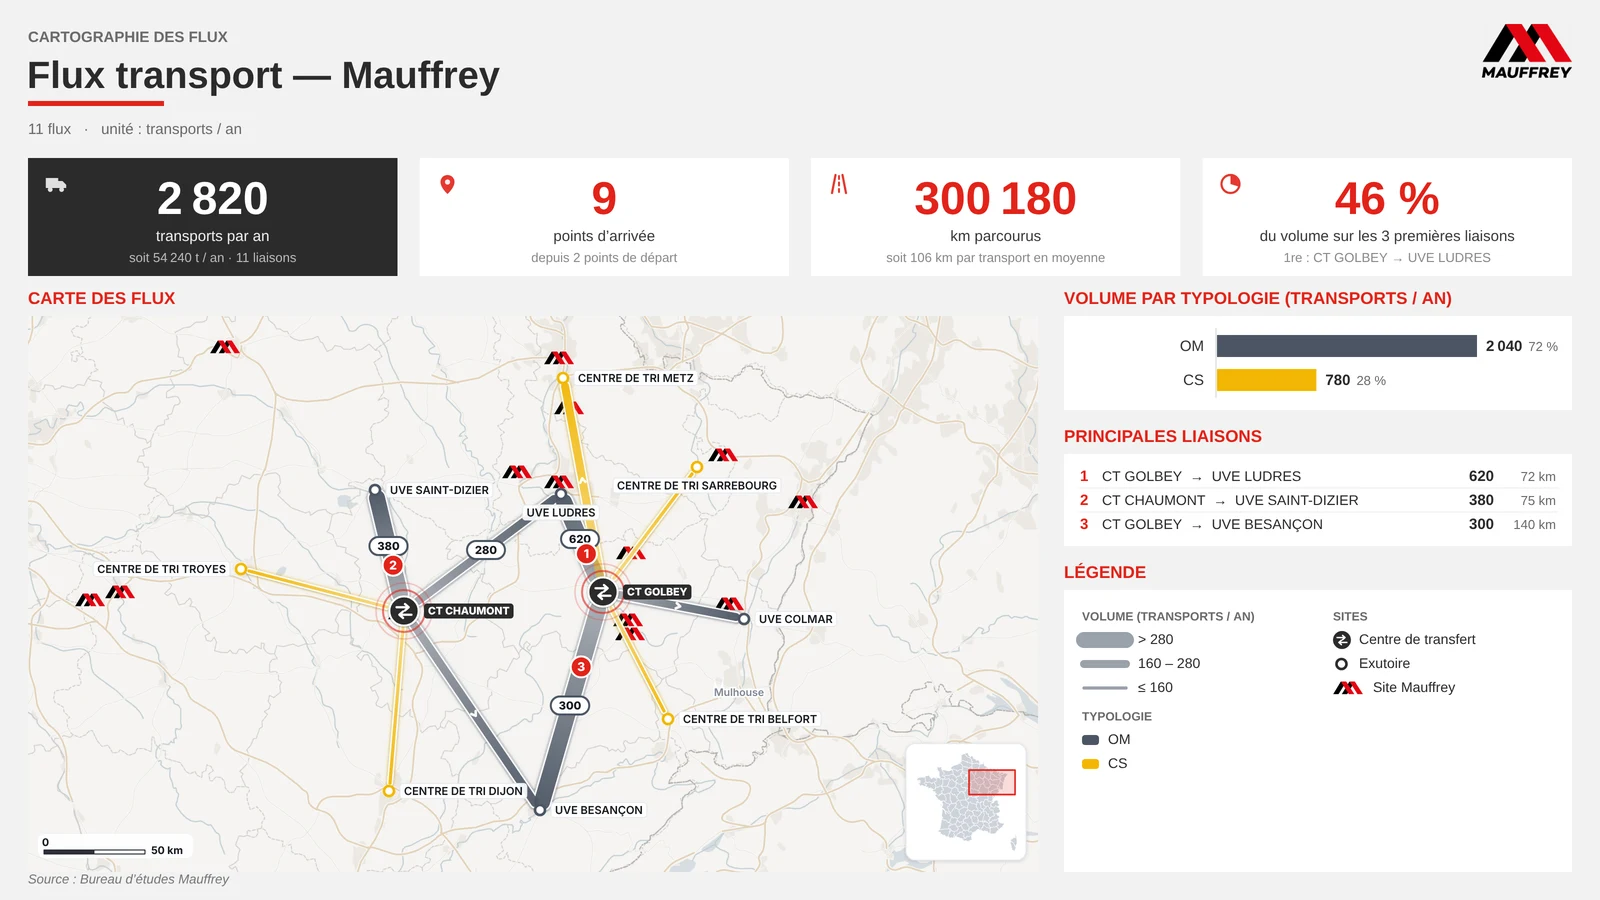 CARTOGRAPHIE DES FLUX
Flux transport — Mauffrey
11 flux · unité : transports / an
MAUFFREY
2 820
transports par an
soit 54 240 t / an · 11 liaisons
9
points d’arrivée
depuis 2 points de départ
300 180
km parcourus
soit 106 km par transport en moyenne
46 %
du volume sur les 3 premières liaisons
1re : CT GOLBEY → UVE LUDRES
CARTE DES FLUX
CENTRE DE TRI METZ
CENTRE DE TRI SARREBOURG
UVE SAINT-DIZIER
UVE LUDRES
380
280
620
1
2
CENTRE DE TRI TROYES
CT GOLBEY
CT CHAUMONT
UVE COLMAR
3
Mulhouse
300
CENTRE DE TRI BELFORT
CENTRE DE TRI DIJON
UVE BESANÇON
0
50 km
Source : Bureau d’études Mauffrey
VOLUME PAR TYPOLOGIE (TRANSPORTS / AN)
OM 2 040 72 %
CS 780 28 %
PRINCIPALES LIAISONS
1 CT GOLBEY → UVE LUDRES 620 72 km
2 CT CHAUMONT → UVE SAINT-DIZIER 380 75 km
3 CT GOLBEY → UVE BESANÇON 300 140 km
LÉGENDE
VOLUME (TRANSPORTS / AN)
> 280
160 – 280
≤ 160
TYPOLOGIE
OM
CS
SITES
Centre de transfert
Exutoire
Site Mauffrey